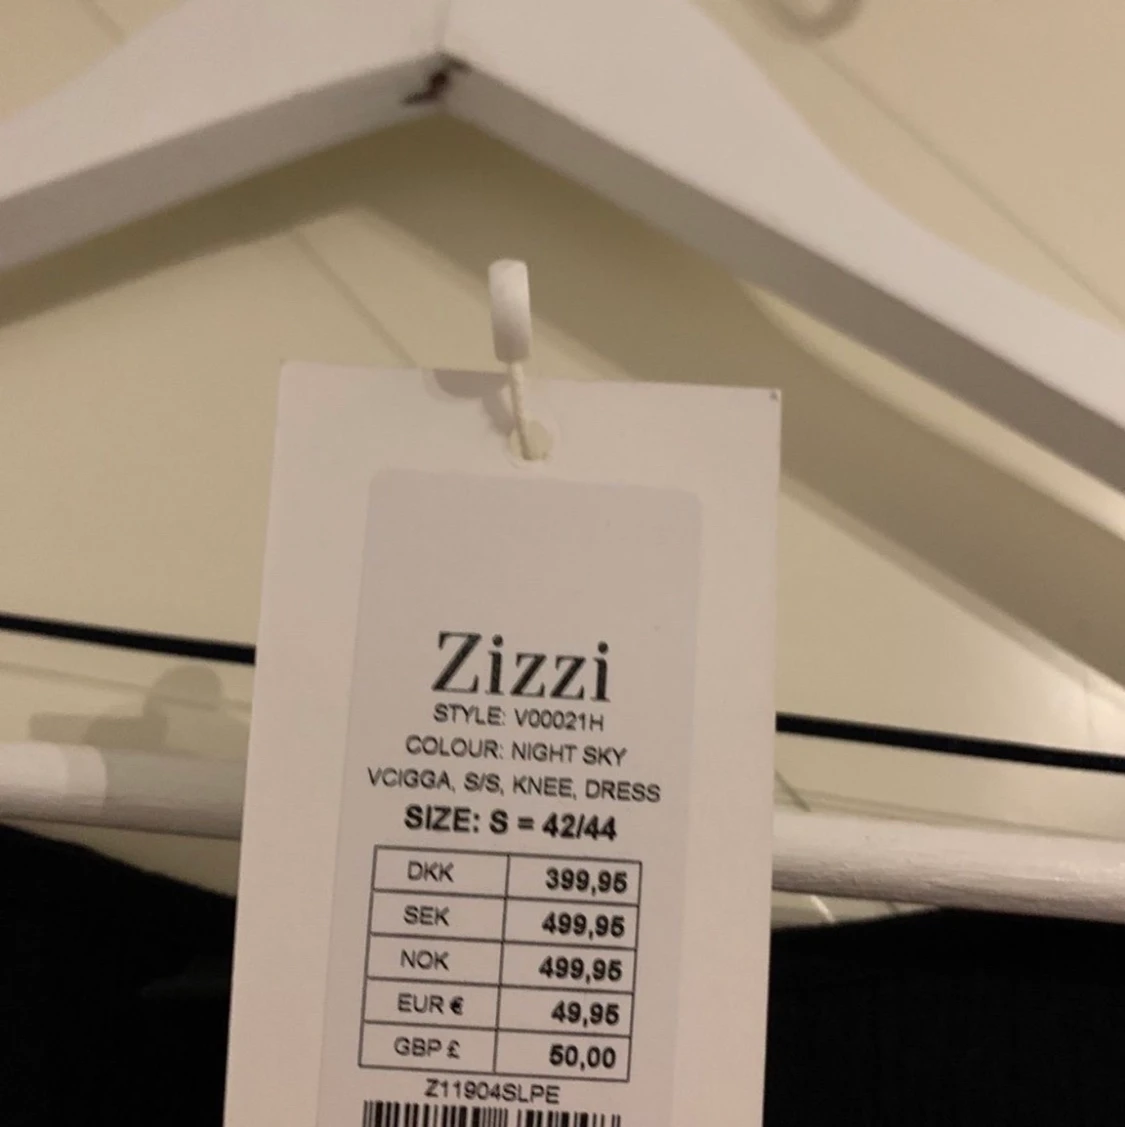 Zizzi
STYLE: V00021H
COLOUR: NIGHT SKY
VCIGGA, S/S, KNEE, DRESS
SIZE: S = 42/44
DKK 399,95
SEK 499,95
NOK 499,95
EUR € 49,95
GBP £ 50,00
Z11904SLPE